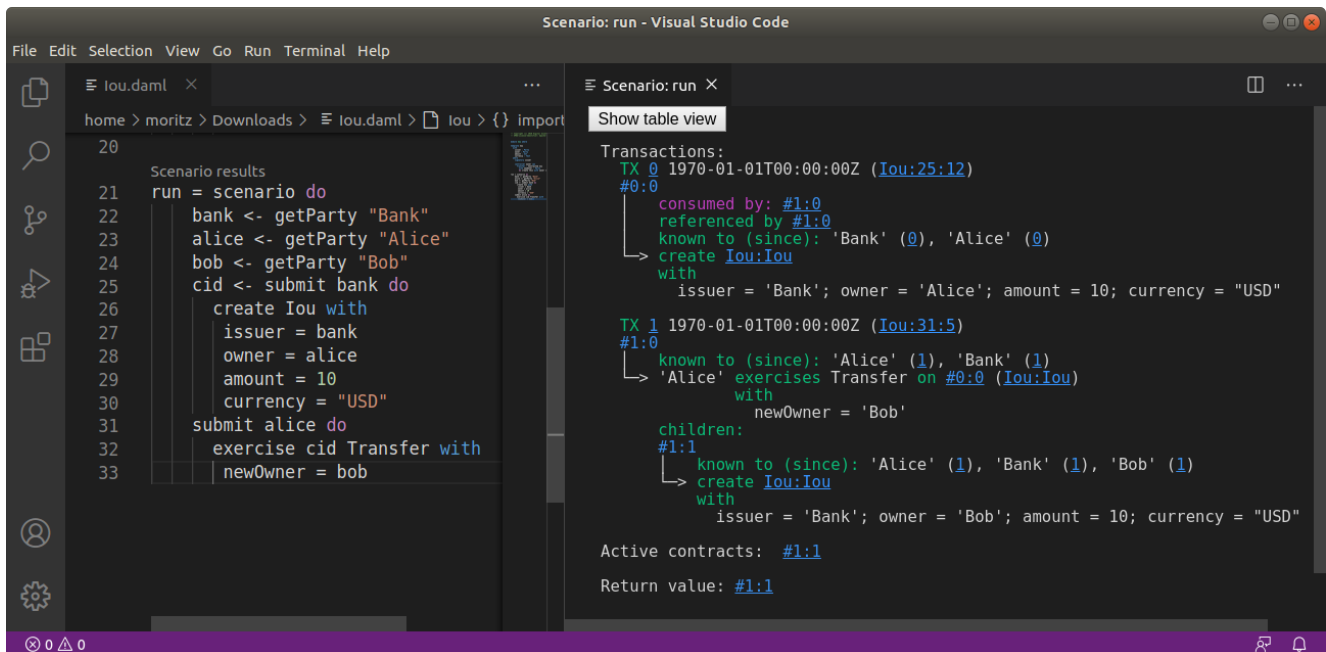 Scenario: run - Visual Studio Code
File Edit Selection View Go Run Terminal Help
Iou.daml
home > moritz > Downloads > Iou.daml > Iou > {} import
20
Scenario results
21 run = scenario do
22 bank <- getParty "Bank"
23 alice <- getParty "Alice"
24 bob <- getParty "Bob"
25 cid <- submit bank do
26 create Iou with
27 issuer = bank
28 owner = alice
29 amount = 10
30 currency = "USD"
31 submit alice do
32 exercise cid Transfer with
33 newOwner = bob
0 0
Scenario: run
Show table view
Transactions:
TX 0 1970-01-01T00:00:00Z (Iou:25:12)
#0:0
consumed by: #1:0
referenced by #1:0
known to (since): 'Bank' (0), 'Alice' (0)
└─> create Iou:Iou
with
issuer = 'Bank'; owner = 'Alice'; amount = 10; currency = "USD"
TX 1 1970-01-01T00:00:00Z (Iou:31:5)
#1:0
known to (since): 'Alice' (1), 'Bank' (1)
└─> 'Alice' exercises Transfer on #0:0 (Iou:Iou)
with
newOwner = 'Bob'
children:
#1:1
known to (since): 'Alice' (1), 'Bank' (1), 'Bob' (1)
└─> create Iou:Iou
with
issuer = 'Bank'; owner = 'Bob'; amount = 10; currency = "USD"
Active contracts: #1:1
Return value: #1:1